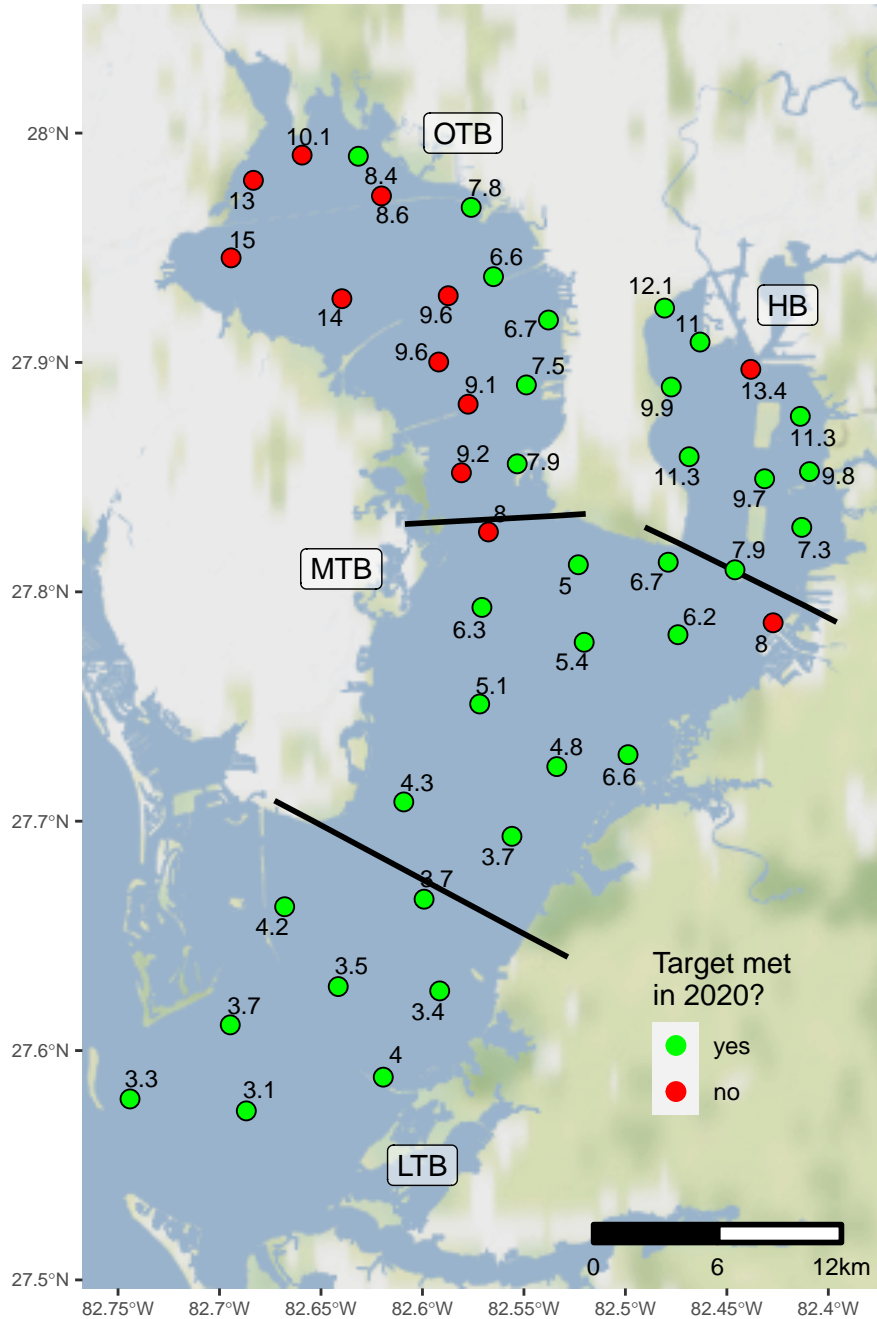 28°N
27.9°N
27.8°N
27.7°N
27.6°N
27.5°N
10.1
OTB
8.4
7.8
13
8.6
15
6.6
12.1
HB
14
9.6
6.7
11
9.6
7.5
9.1
9.9
13.4
11.3
9.2
7.9
11.3
9.8
9.7
8
7.3
MTB
5
6.7
7.9
6.3
6.2
5.4
8
5.1
4.8
6.6
4.3
3.7
3.7
4.2
3.5
3.4
3.7
4
3.3
3.1
LTB
Target met
in 2020?
yes
no
0 6 12km
82.75°W 82.7°W 82.65°W 82.6°W 82.55°W 82.5°W 82.45°W 82.4°W